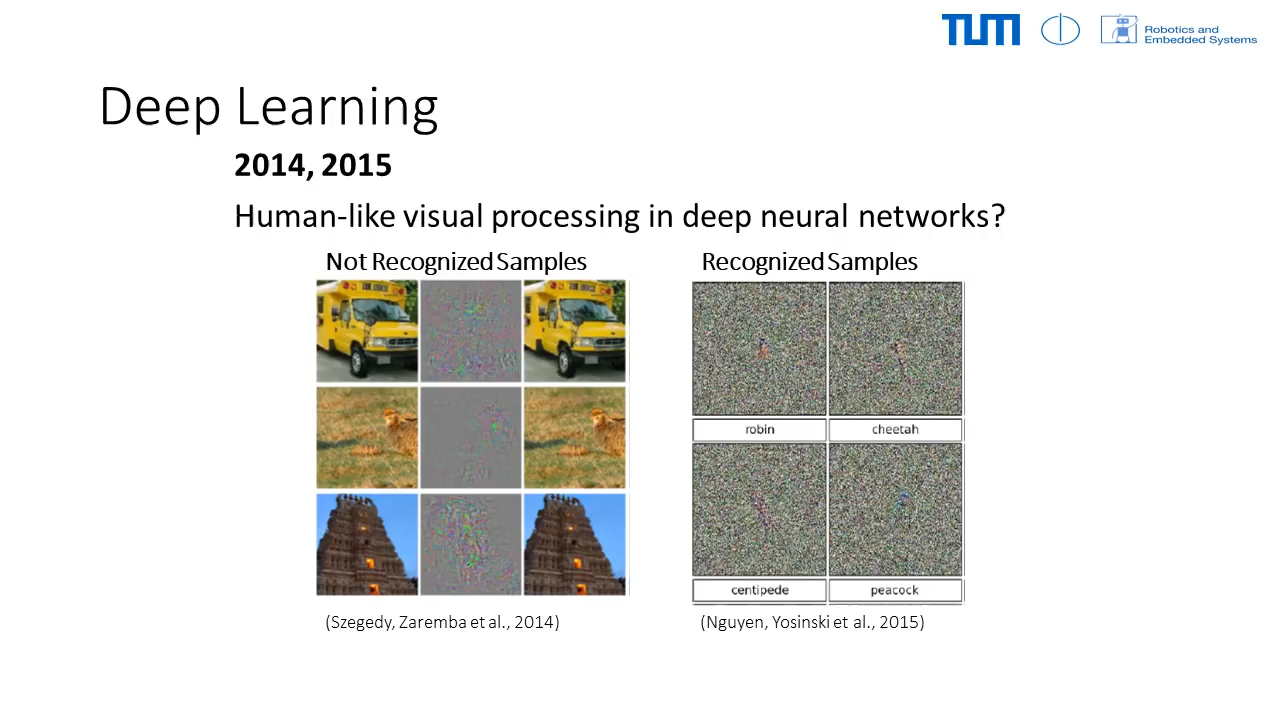 TUM
Robotics and
Embedded Systems
Deep Learning
2014, 2015
Human-like visual processing in deep neural networks?
Not Recognized Samples
Recognized Samples
robin
cheetah
centipede
peacock
(Szegedy, Zaremba et al., 2014)
(Nguyen, Yosinski et al., 2015)